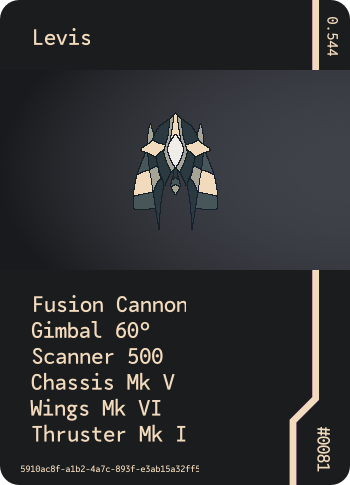 Levis
0.544
Fusion Cannon
Gimbal 60°
Scanner 500
Chassis Mk V
Wings Mk VI
Thruster Mk I
#0081
5910ac8f-a1b2-4a7c-893f-e3ab15a32ff5